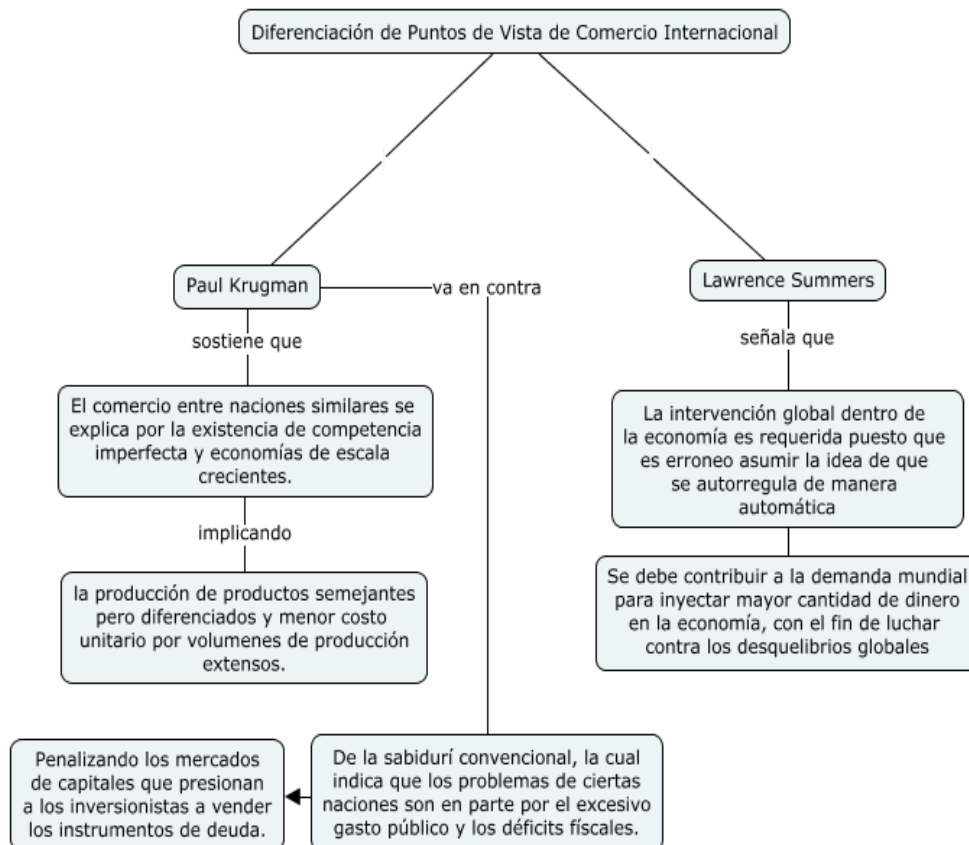 Diferenciación de Puntos de Vista de Comercio Internacional
Paul Krugman
va en contra
Lawrence Summers
sostiene que
señala que
El comercio entre naciones similares se
explica por la existencia de competencia
imperfecta y economías de escala
crecientes.
La intervención global dentro de
la economía es requerida puesto que
es erroneo asumir la idea de que
se autorregula de manera
automática
implicando
la producción de productos semejantes
pero diferenciados y menor costo
unitario por volumenes de producción
extensos.
Se debe contribuir a la demanda mundial
para inyectar mayor cantidad de dinero
en la economía, con el fin de luchar
contra los desquelibrios globales
Penalizando los mercados
de capitales que presionan
a los inversionistas a vender
los instrumentos de deuda.
De la sabidurí convencional, la cual
indica que los problemas de ciertas
naciones son en parte por el excesivo
gasto público y los déficits físcales.